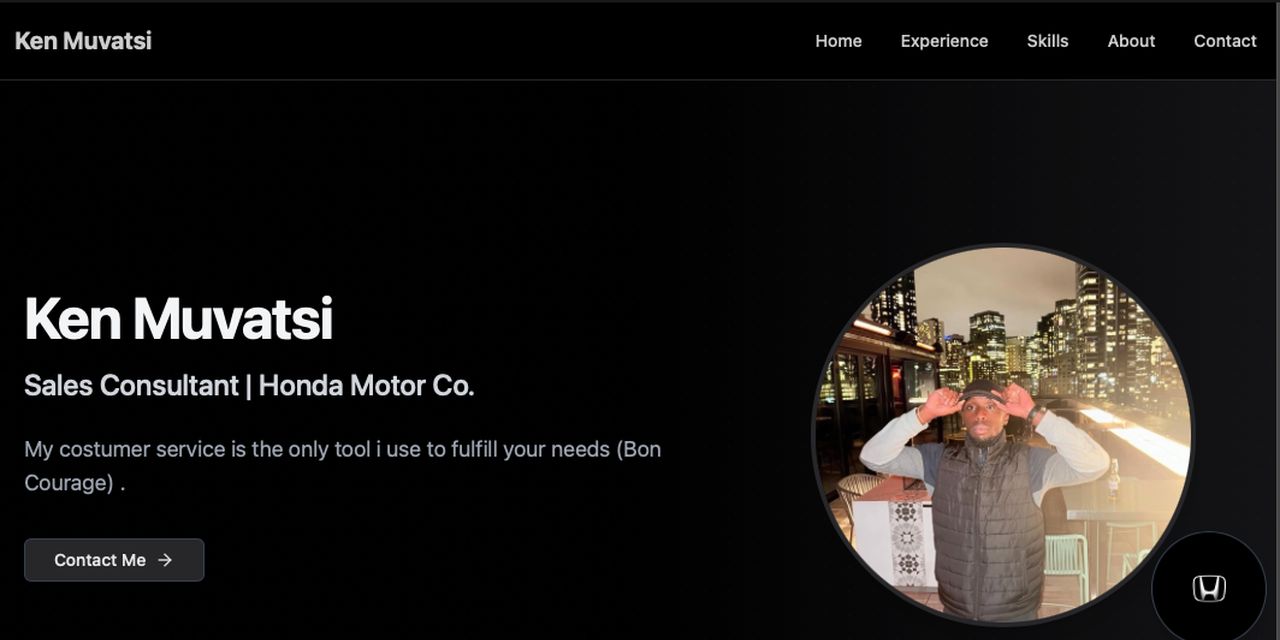 Ken Muvatsi
Home
Experience
Skills
About
Contact
Ken Muvatsi
Sales Consultant | Honda Motor Co.
My costumer service is the only tool i use to fulfill your needs (Bon
Courage) .
Contact Me →